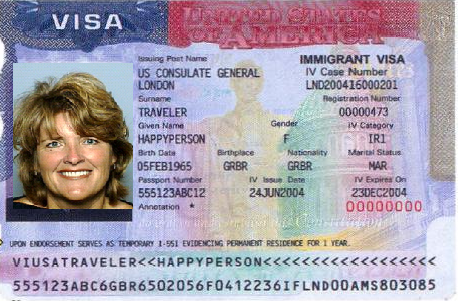 VISA UNITED STATES OF AMERICA
Issuing Post Name IMMIGRANT VISA
US CONSULATE GENERAL IV Case Number
LONDON LND200416000201
Surname Registration Number
TRAVELER 00000473
Given Name Gender IV Category
HAPPYPERSON F IR1
Birth Date Birthplace Nationality Marital Status
05FEB1965 GRBR GRBR MAR
Passport Number IV Issue Date IV Expires On
555123ABC12 24JUN2004 23DEC2004
Annotation * 00000000
UPON ENDORSEMENT SERVES AS TEMPORARY I-551 EVIDENCING PERMANENT RESIDENCE FOR 1 YEAR.
VIUSATRAVELER<<HAPPYPERSON<<<<<<<<<<<<<<<<<<
555123ABC6GBR6502056F0412236IFLND00AMS803085